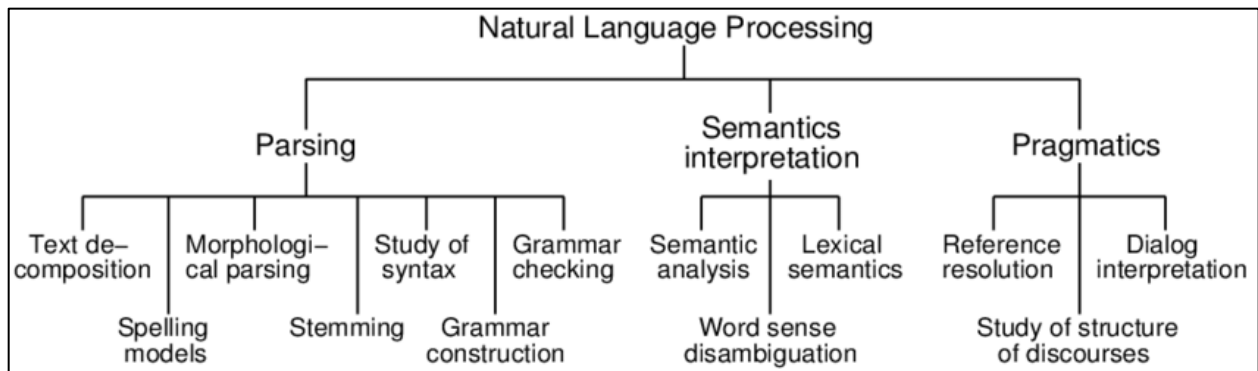 Natural Language Processing
Parsing
Semantics
interpretation
Pragmatics
Text de–
composition
Spelling
models
Morphologi–
cal parsing
Stemming
Study of
syntax
Grammar
construction
Grammar
checking
Semantic
analysis
Word sense
disambiguation
Lexical
semantics
Reference
resolution
Study of structure
of discourses
Dialog
interpretation